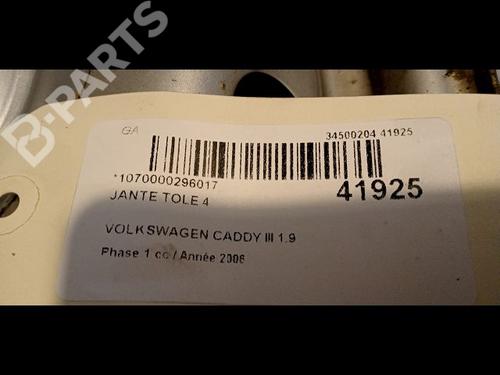 B-PARTS
GA
34500204 41925
*1070000296017
41925
JANTE TOLE 4
VOLKSWAGEN CADDY III 1.9
Phase 1 cc / Année 2006